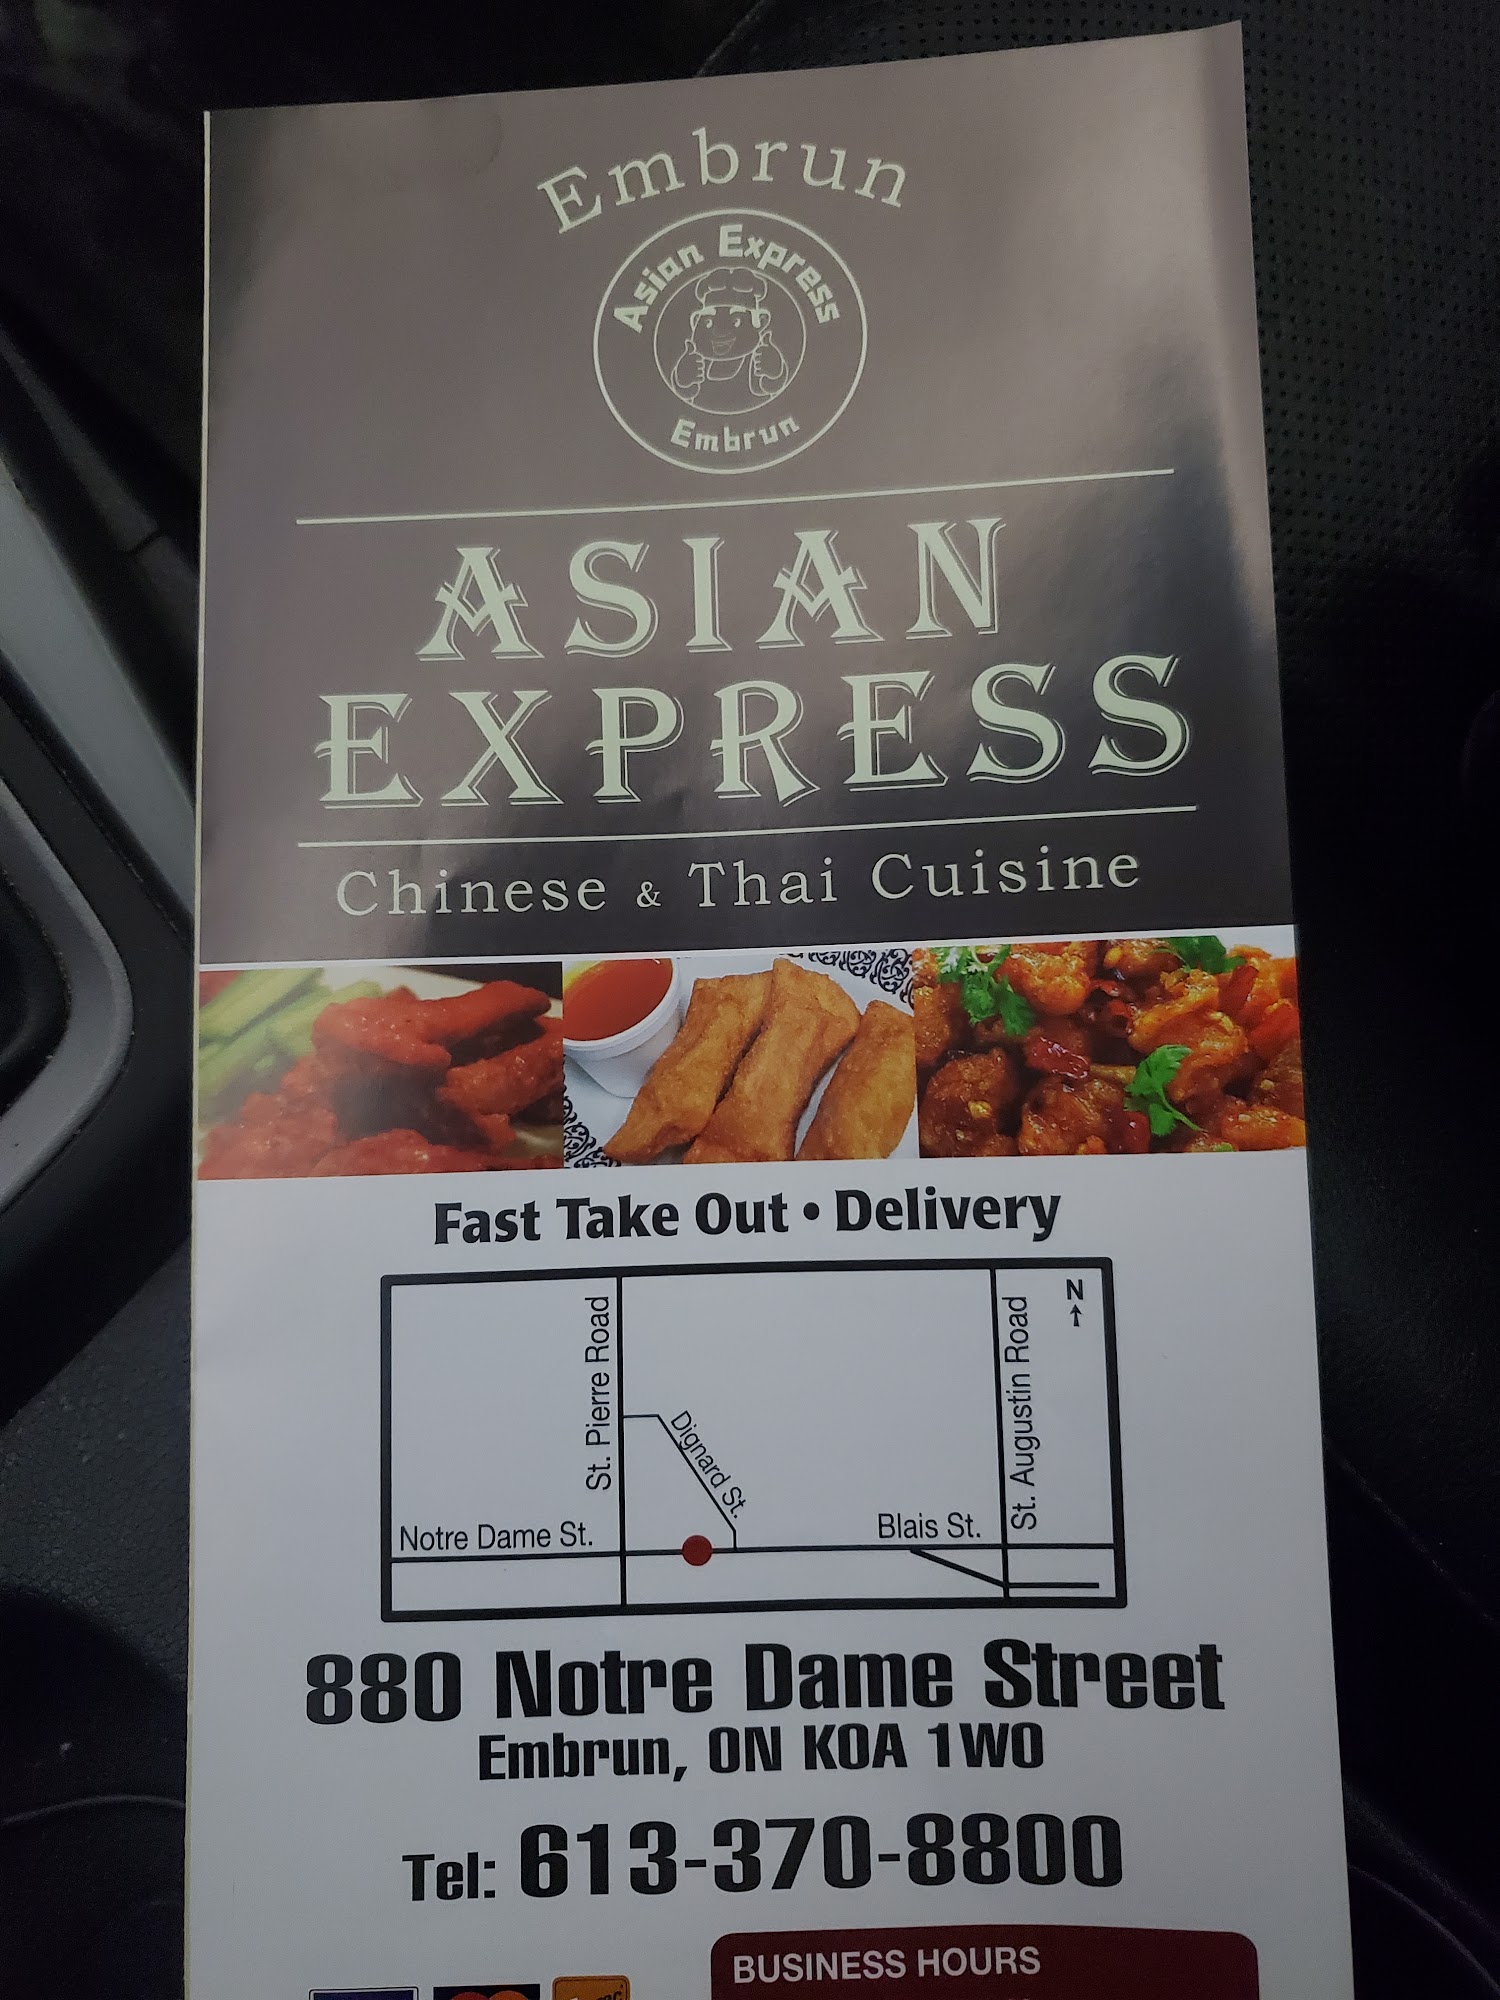 Embrun
Asian Express
Embrun
ASIAN
EXPRESS
Chinese & Thai Cuisine
Fast Take Out • Delivery
N
St. Pierre Road
St. Augustin Road
Dignard St.
Notre Dame St.
Blais St.
880 Notre Dame Street
Embrun, ON K0A 1W0
Tel: 613-370-8800
BUSINESS HOURS